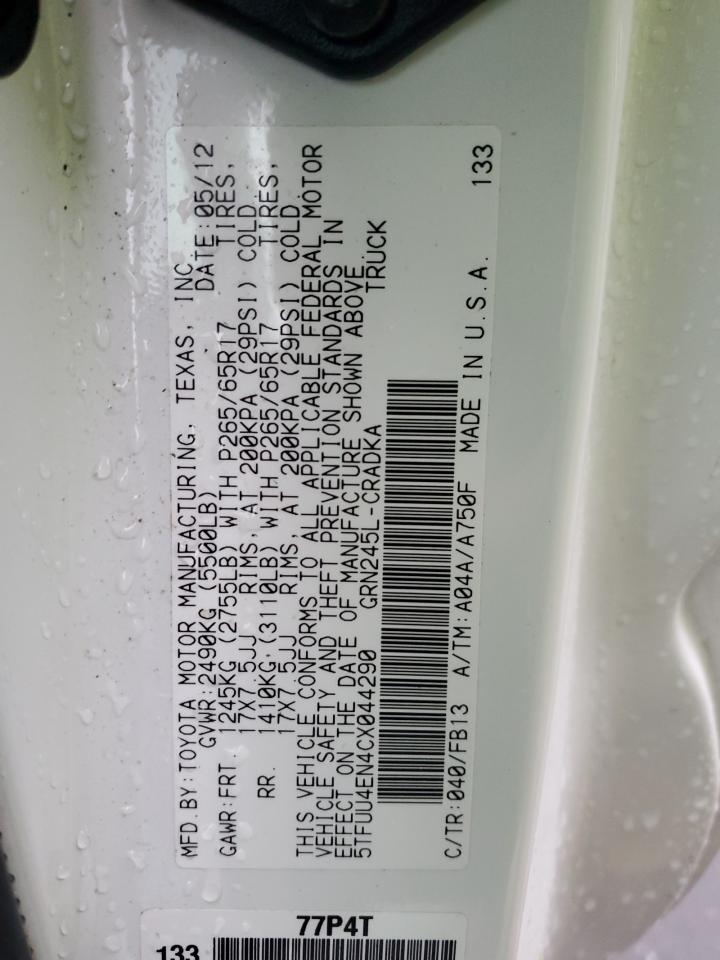 MFD.BY:TOYOTA MOTOR MANUFACTURING, TEXAS, INC.
GVWR:2490KG (5500LB) DATE:05/12
GAWR:FRT. 1245KG (2755LB) WITH P265/65R17 TIRES,
17X7.5JJ RIMS, AT 200KPA (29PSI) COLD.
RR. 1410KG (3110LB) WITH P265/65R17 TIRES,
17X7.5JJ RIMS, AT 200KPA (29PSI) COLD.
THIS VEHICLE CONFORMS TO ALL APPLICABLE FEDERAL MOTOR
VEHICLE SAFETY AND THEFT PREVENTION STANDARDS IN
EFFECT ON THE DATE OF MANUFACTURE SHOWN ABOVE.
5TFUU4EN4CX044290 GRN245L-CRADKA TRUCK
C/TR:040/FB13 A/TM:A04A/A750F MADE IN U.S.A. 133
77P4T
133